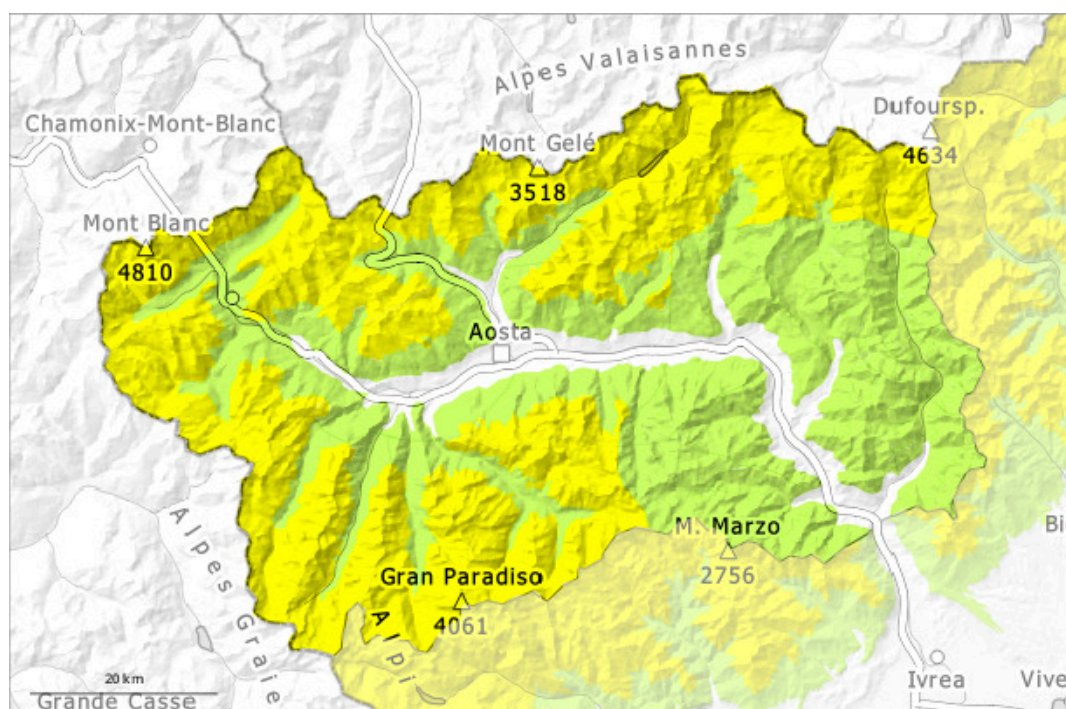 Alpes Valaisannes
Chamonix-Mont-Blanc
Dufoursp.
4634
Mont Gelé
3518
Mont Blanc
4810
Aosta
M. Marzo
2756
Gran Paradiso
4061
Alpi
Alpes Graie
Bi
20 km
Grande Casse
Ivrea
Vive